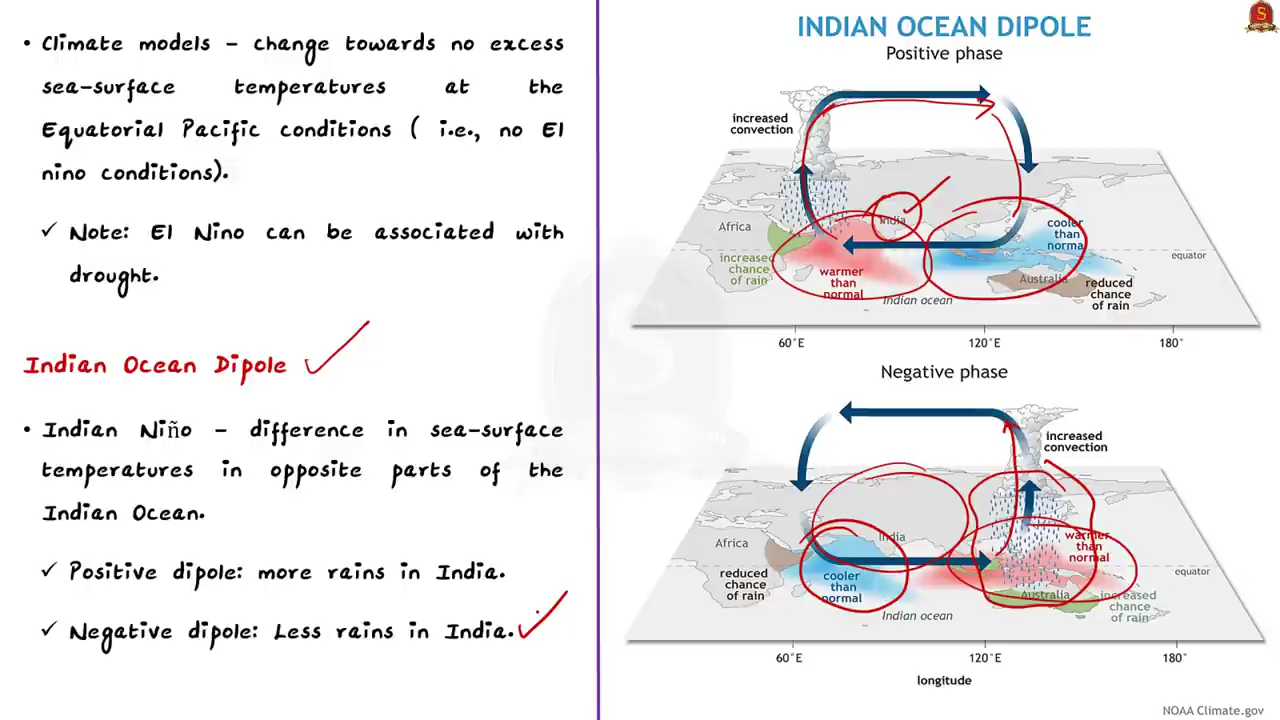 • Climate models – change towards no excess
sea-surface temperatures at the
Equatorial Pacific conditions ( i.e., no El
nino conditions).
✓ Note: El Nino can be associated with
drought.
Indian Ocean Dipole
• Indian Niño – difference in sea-surface
temperatures in opposite parts of the
Indian Ocean.
✓ Positive dipole: more rains in India.
✓ Negative dipole: Less rains in India.
INDIAN OCEAN DIPOLE
Positive phase
increased
convection
Africa
India
increased
chance
of rain
warmer
than
normal
Indian ocean
cooler
than
norma
Australia
equator
reduced
chance
of rain
60°E
120°E
180°
Negative phase
increased
convection
Africa
India
reduced
chance
of rain
cooler
than
normal
Indian ocean
warmer
than
normal
Australia
equator
increased
chance
of rain
60°E
120°E
180°
longitude
NOAA Climate.gov
S